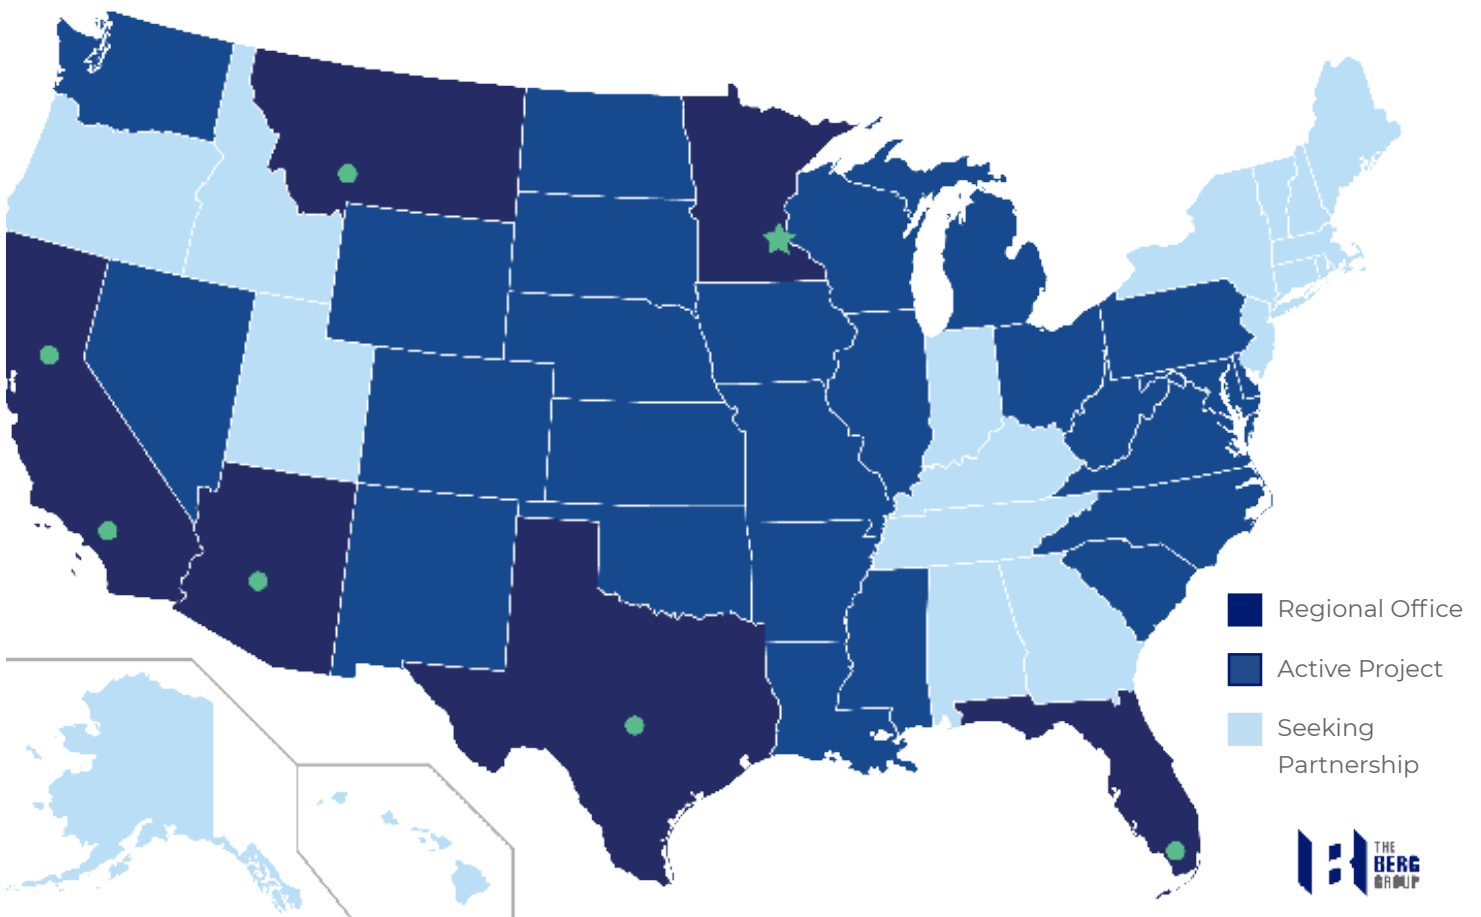 Regional Office
Active Project
Seeking
Partnership
THE
BERG
GROUP